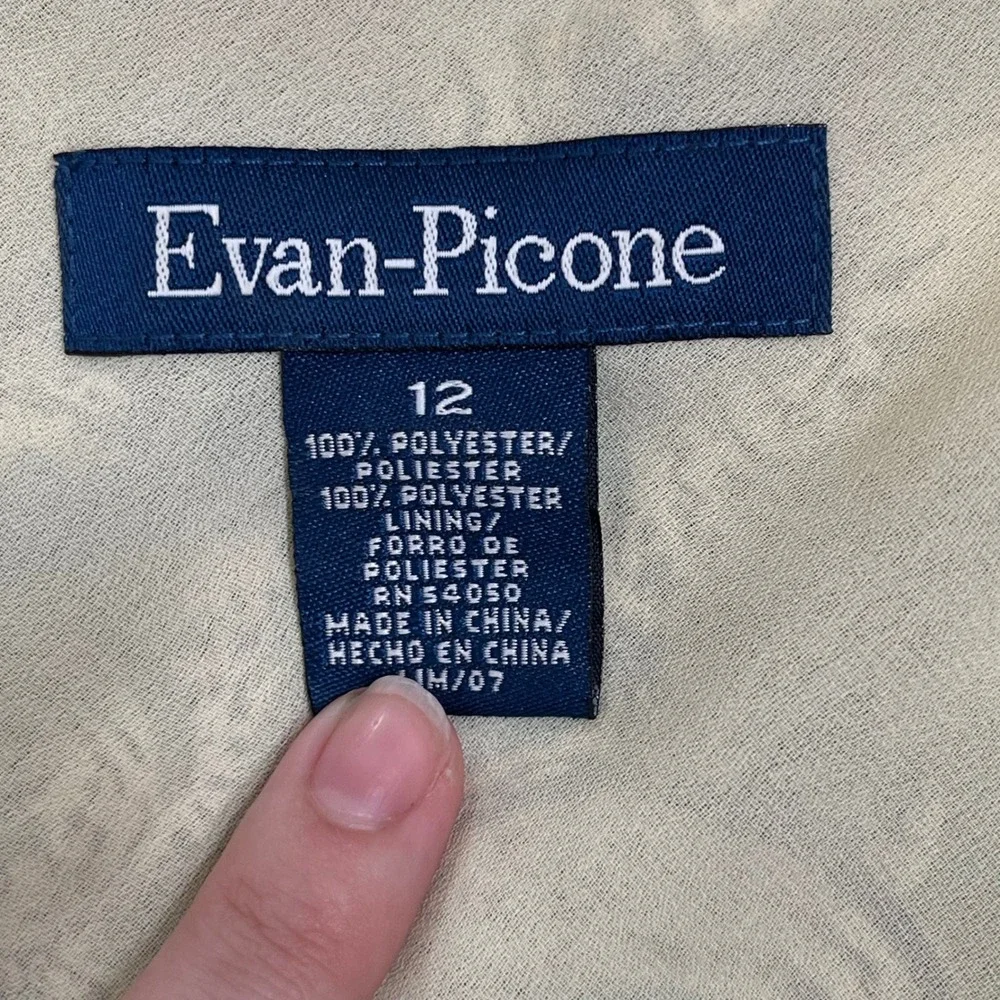 Evan-Picone
12
100% POLYESTER/
POLIESTER
100% POLYESTER
LINING/
FORRO DE
POLIESTER
RN 54050
MADE IN CHINA/
HECHO EN CHINA